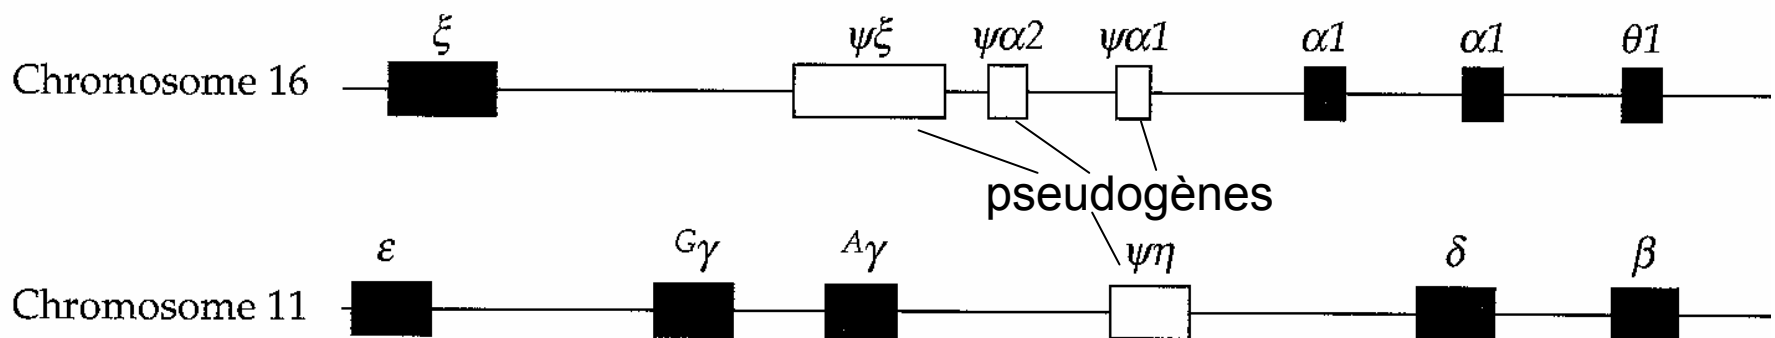 ξ ψξ ψα2 ψα1 α1 α1 θ1
Chromosome 16
pseudogènes
ε Gγ Aγ ψη δ β
Chromosome 11